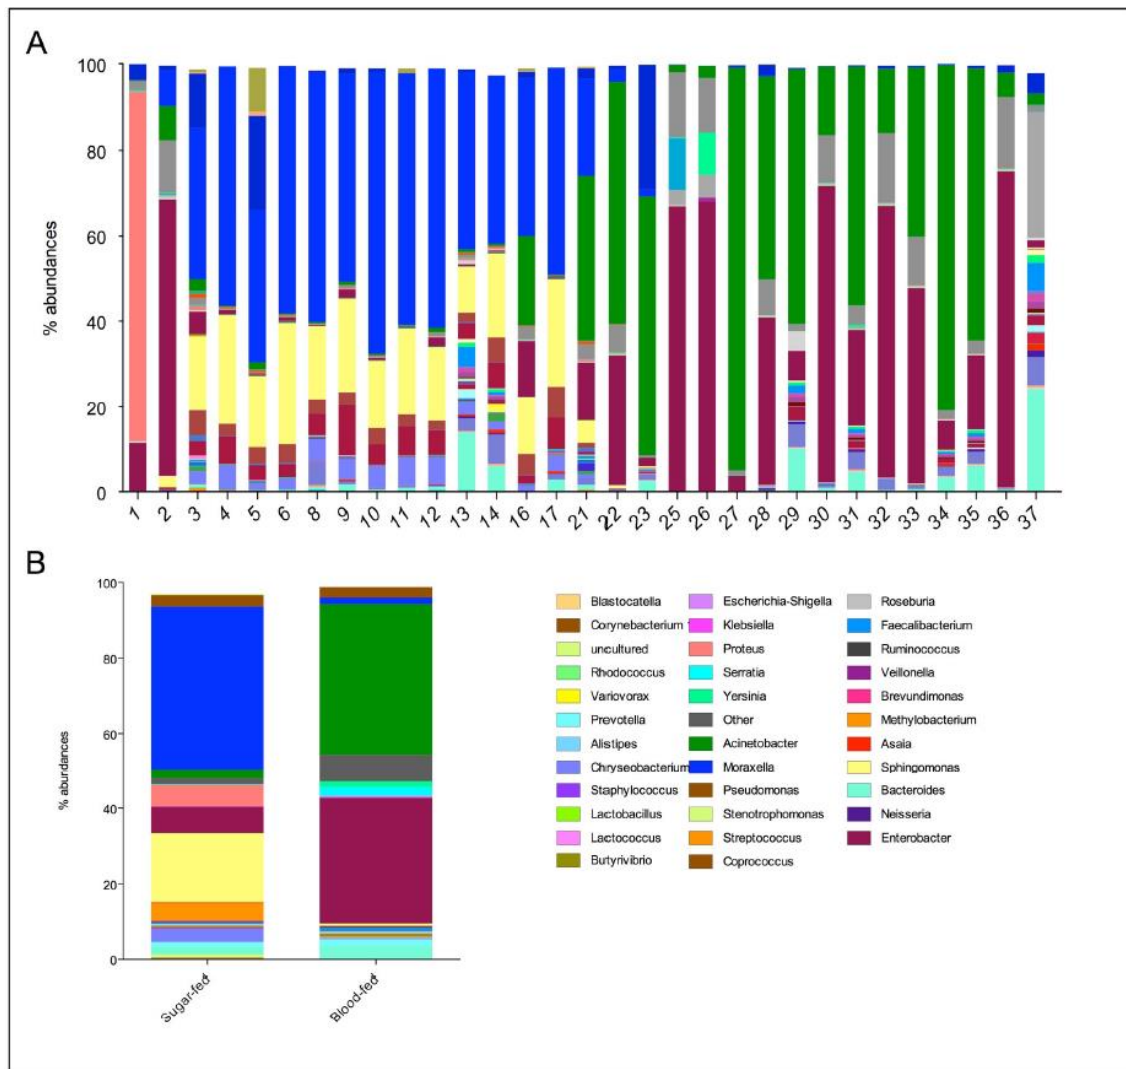 A
100
80
60
40
20
0
% abundances
1 2 3 4 5 6 8 9 10 11 12 13 14 16 17 21 22 23 25 26 27 28 29 30 31 32 33 34 35 36 37
B
100
80
60
40
20
0
% abundances
Sugar-fed
Blood-fed
Blastocatella
Corynebacterium 1
uncultured
Rhodococcus
Variovorax
Prevotella
Alistipes
Chryseobacterium
Staphylococcus
Lactobacillus
Lactococcus
Butyrivibrio
Escherichia-Shigella
Klebsiella
Proteus
Serratia
Yersinia
Other
Acinetobacter
Moraxella
Pseudomonas
Stenotrophomonas
Streptococcus
Coprococcus
Roseburia
Faecalibacterium
Ruminococcus
Veillonella
Brevundimonas
Methylobacterium
Asaia
Sphingomonas
Bacteroides
Neisseria
Enterobacter